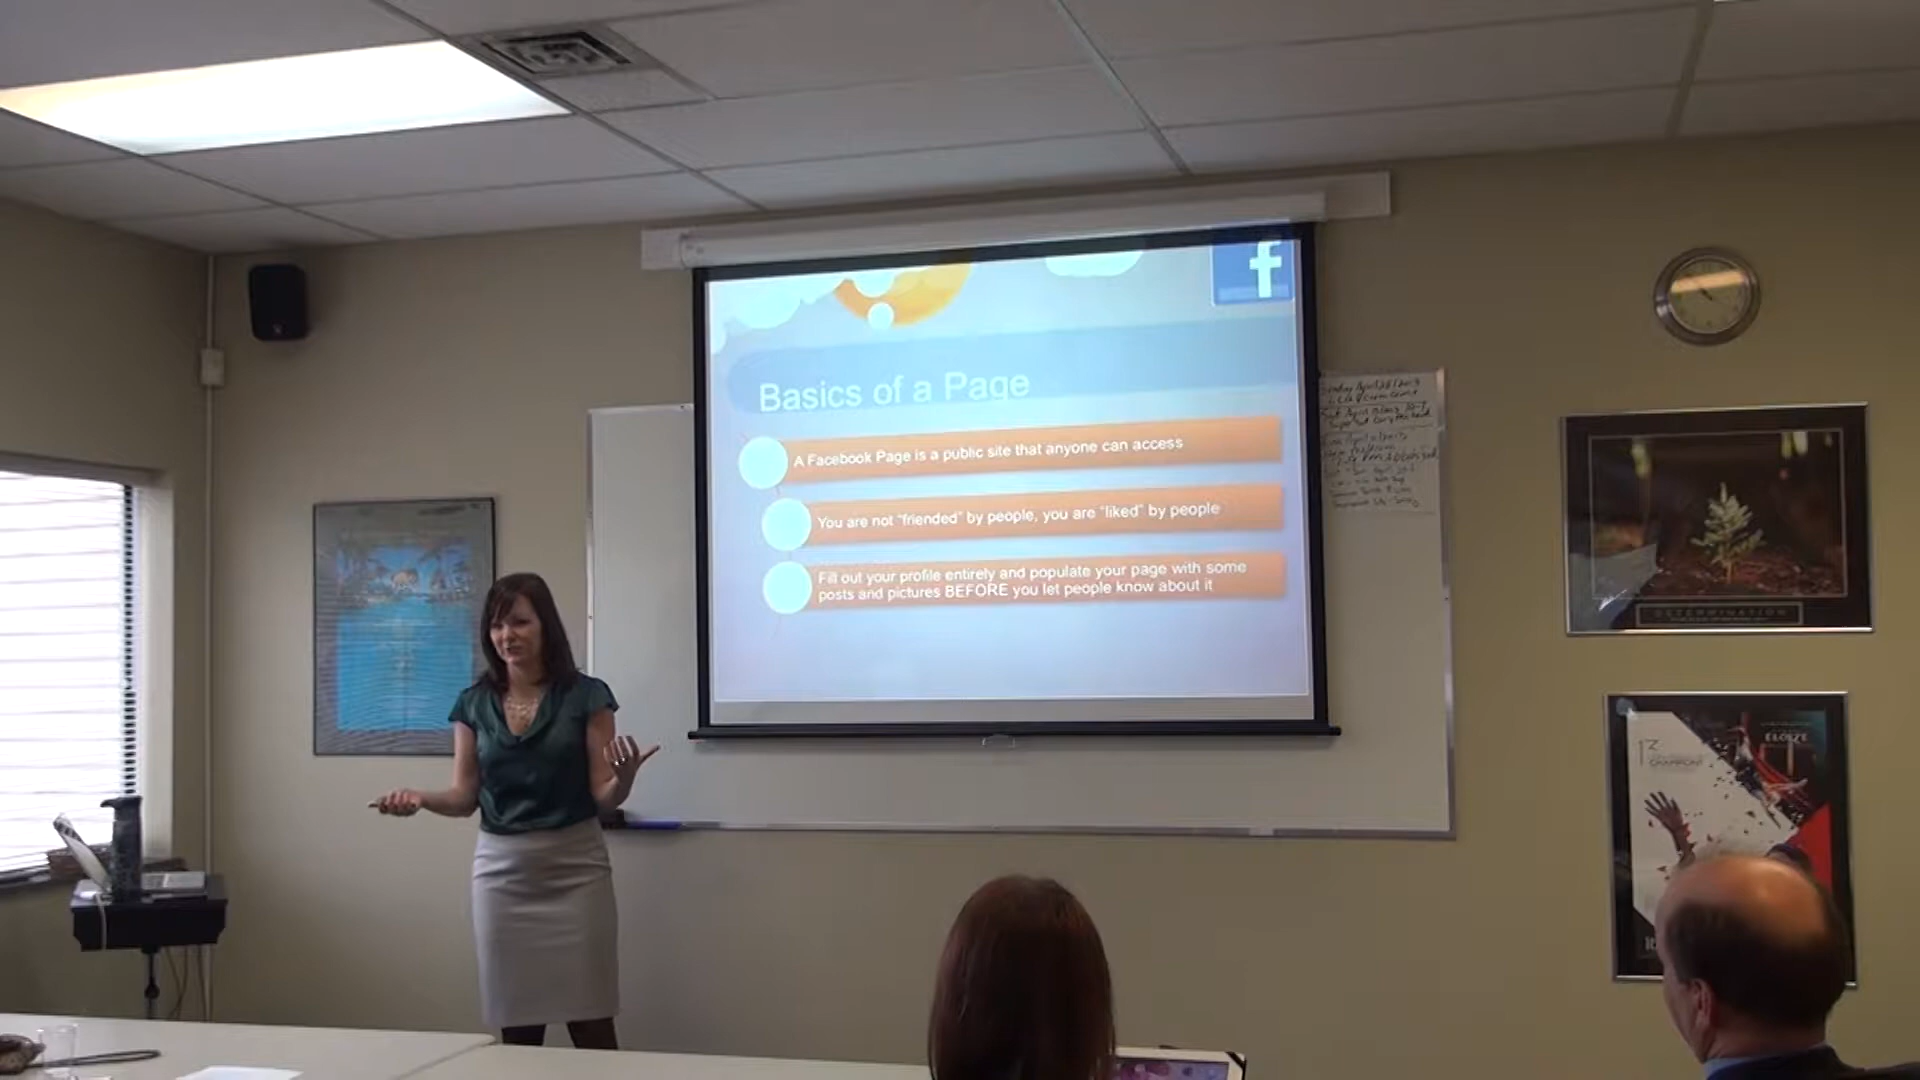 f
Basics of a Page
A Facebook Page is a public site that anyone can access
You are not “friended” by people, you are “liked” by people
Fill out your profile entirely and populate your page with some
posts and pictures BEFORE you let people know about it
DETERMINATION
ELOIZE